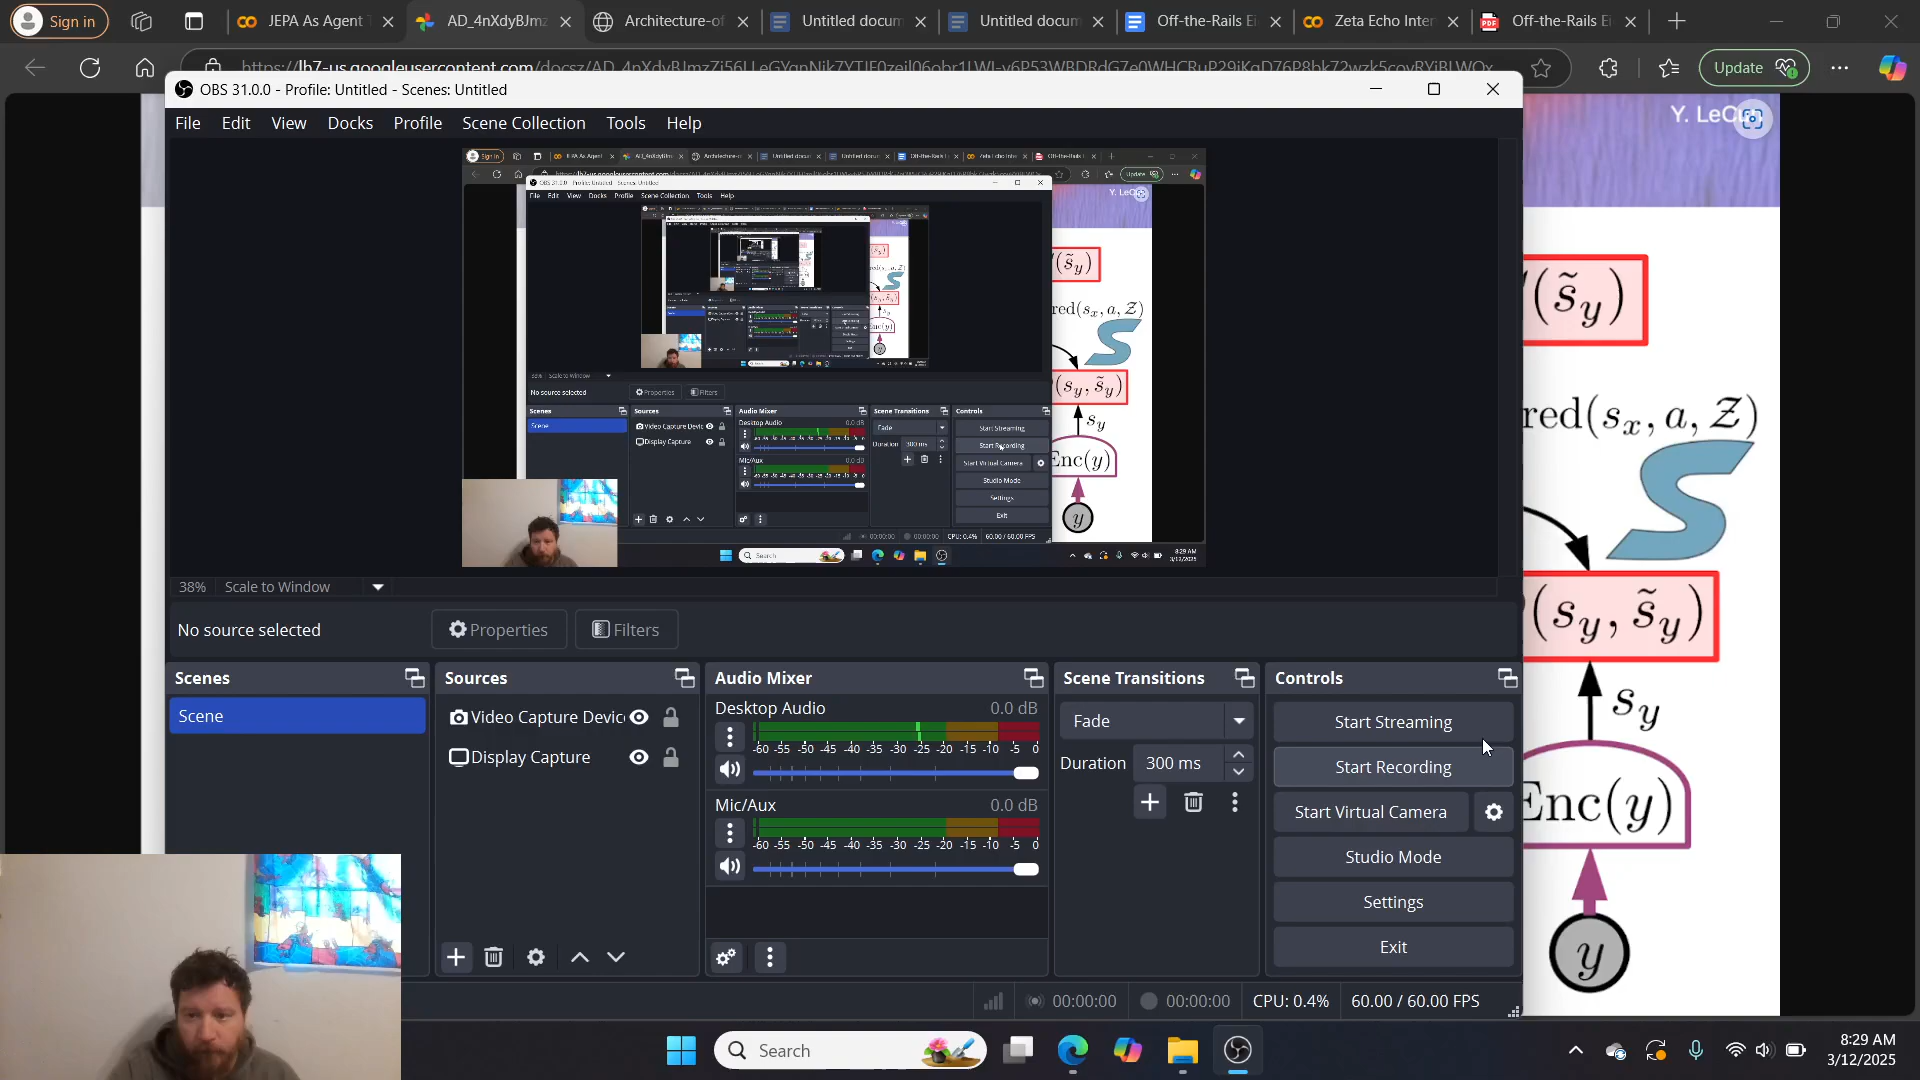 Sign in
JEPA As Agent T
AD_4nXdyBJmz
Architecture-of
Untitled docum
Untitled docum
Off-the-Rails E
Zeta Echo Inter
Off-the-Rails Ei
Update
OBS 31.0.0 - Profile: Untitled - Scenes: Untitled
Y. LeCu
File Edit View Docks Profile Scene Collection Tools Help
38% Scale to Window
No source selected
Properties
Filters
Scenes
Scene
Sources
Video Capture Devic
Display Capture
Audio Mixer
Desktop Audio 0.0 dB
-60 -55 -50 -45 -40 -35 -30 -25 -20 -15 -10 -5 0
Mic/Aux 0.0 dB
-60 -55 -50 -45 -40 -35 -30 -25 -20 -15 -10 -5 0
Scene Transitions
Fade
Duration 300 ms
Controls
Start Streaming
Start Recording
Start Virtual Camera
Studio Mode
Settings
Exit
00:00:00
00:00:00
CPU: 0.4%
60.00 / 60.00 FPS
(s̃y)
red(sx, a, Z)
S
(sy, s̃y)
sy
Enc(y)
y
Search
8:29 AM
3/12/2025